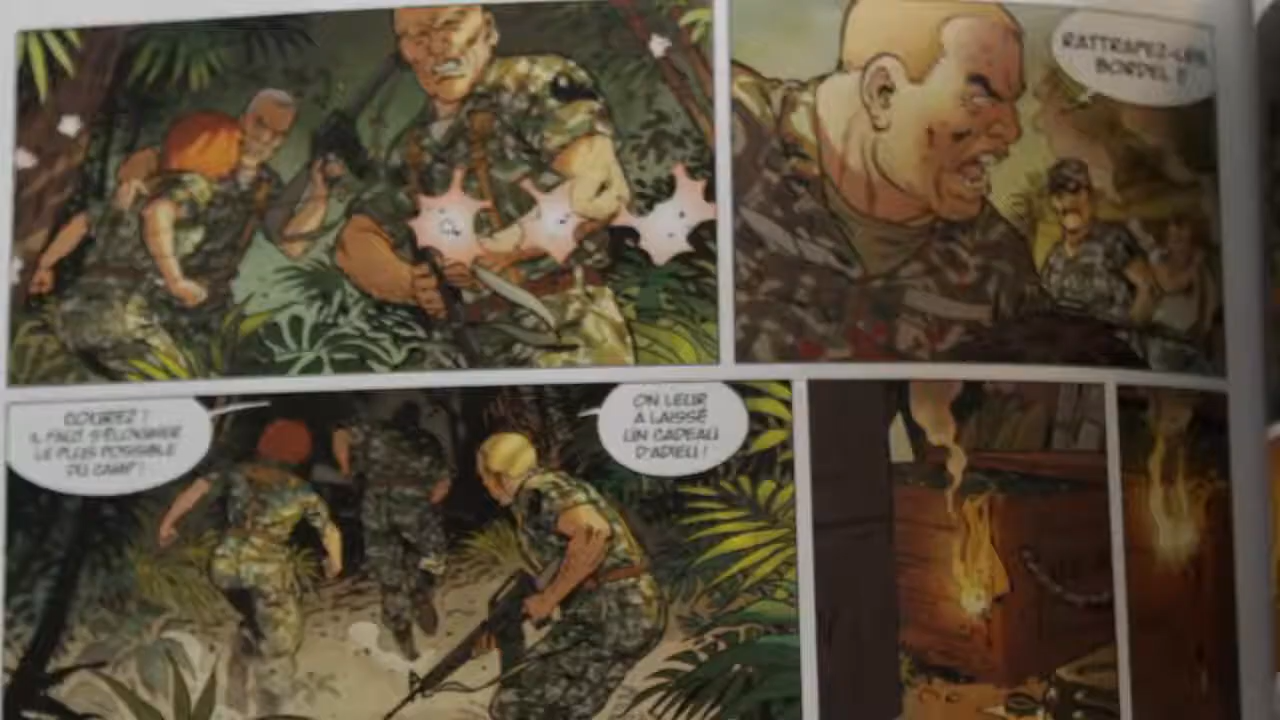 RATTRAPEZ-LES,
BORDEL !!
COUREZ !
IL FAUT S'ÉLOIGNER
LE PLUS POSSIBLE
DU CAMP !
ON LEUR
A LAISSÉ
UN CADEAU
D'ADIEU !